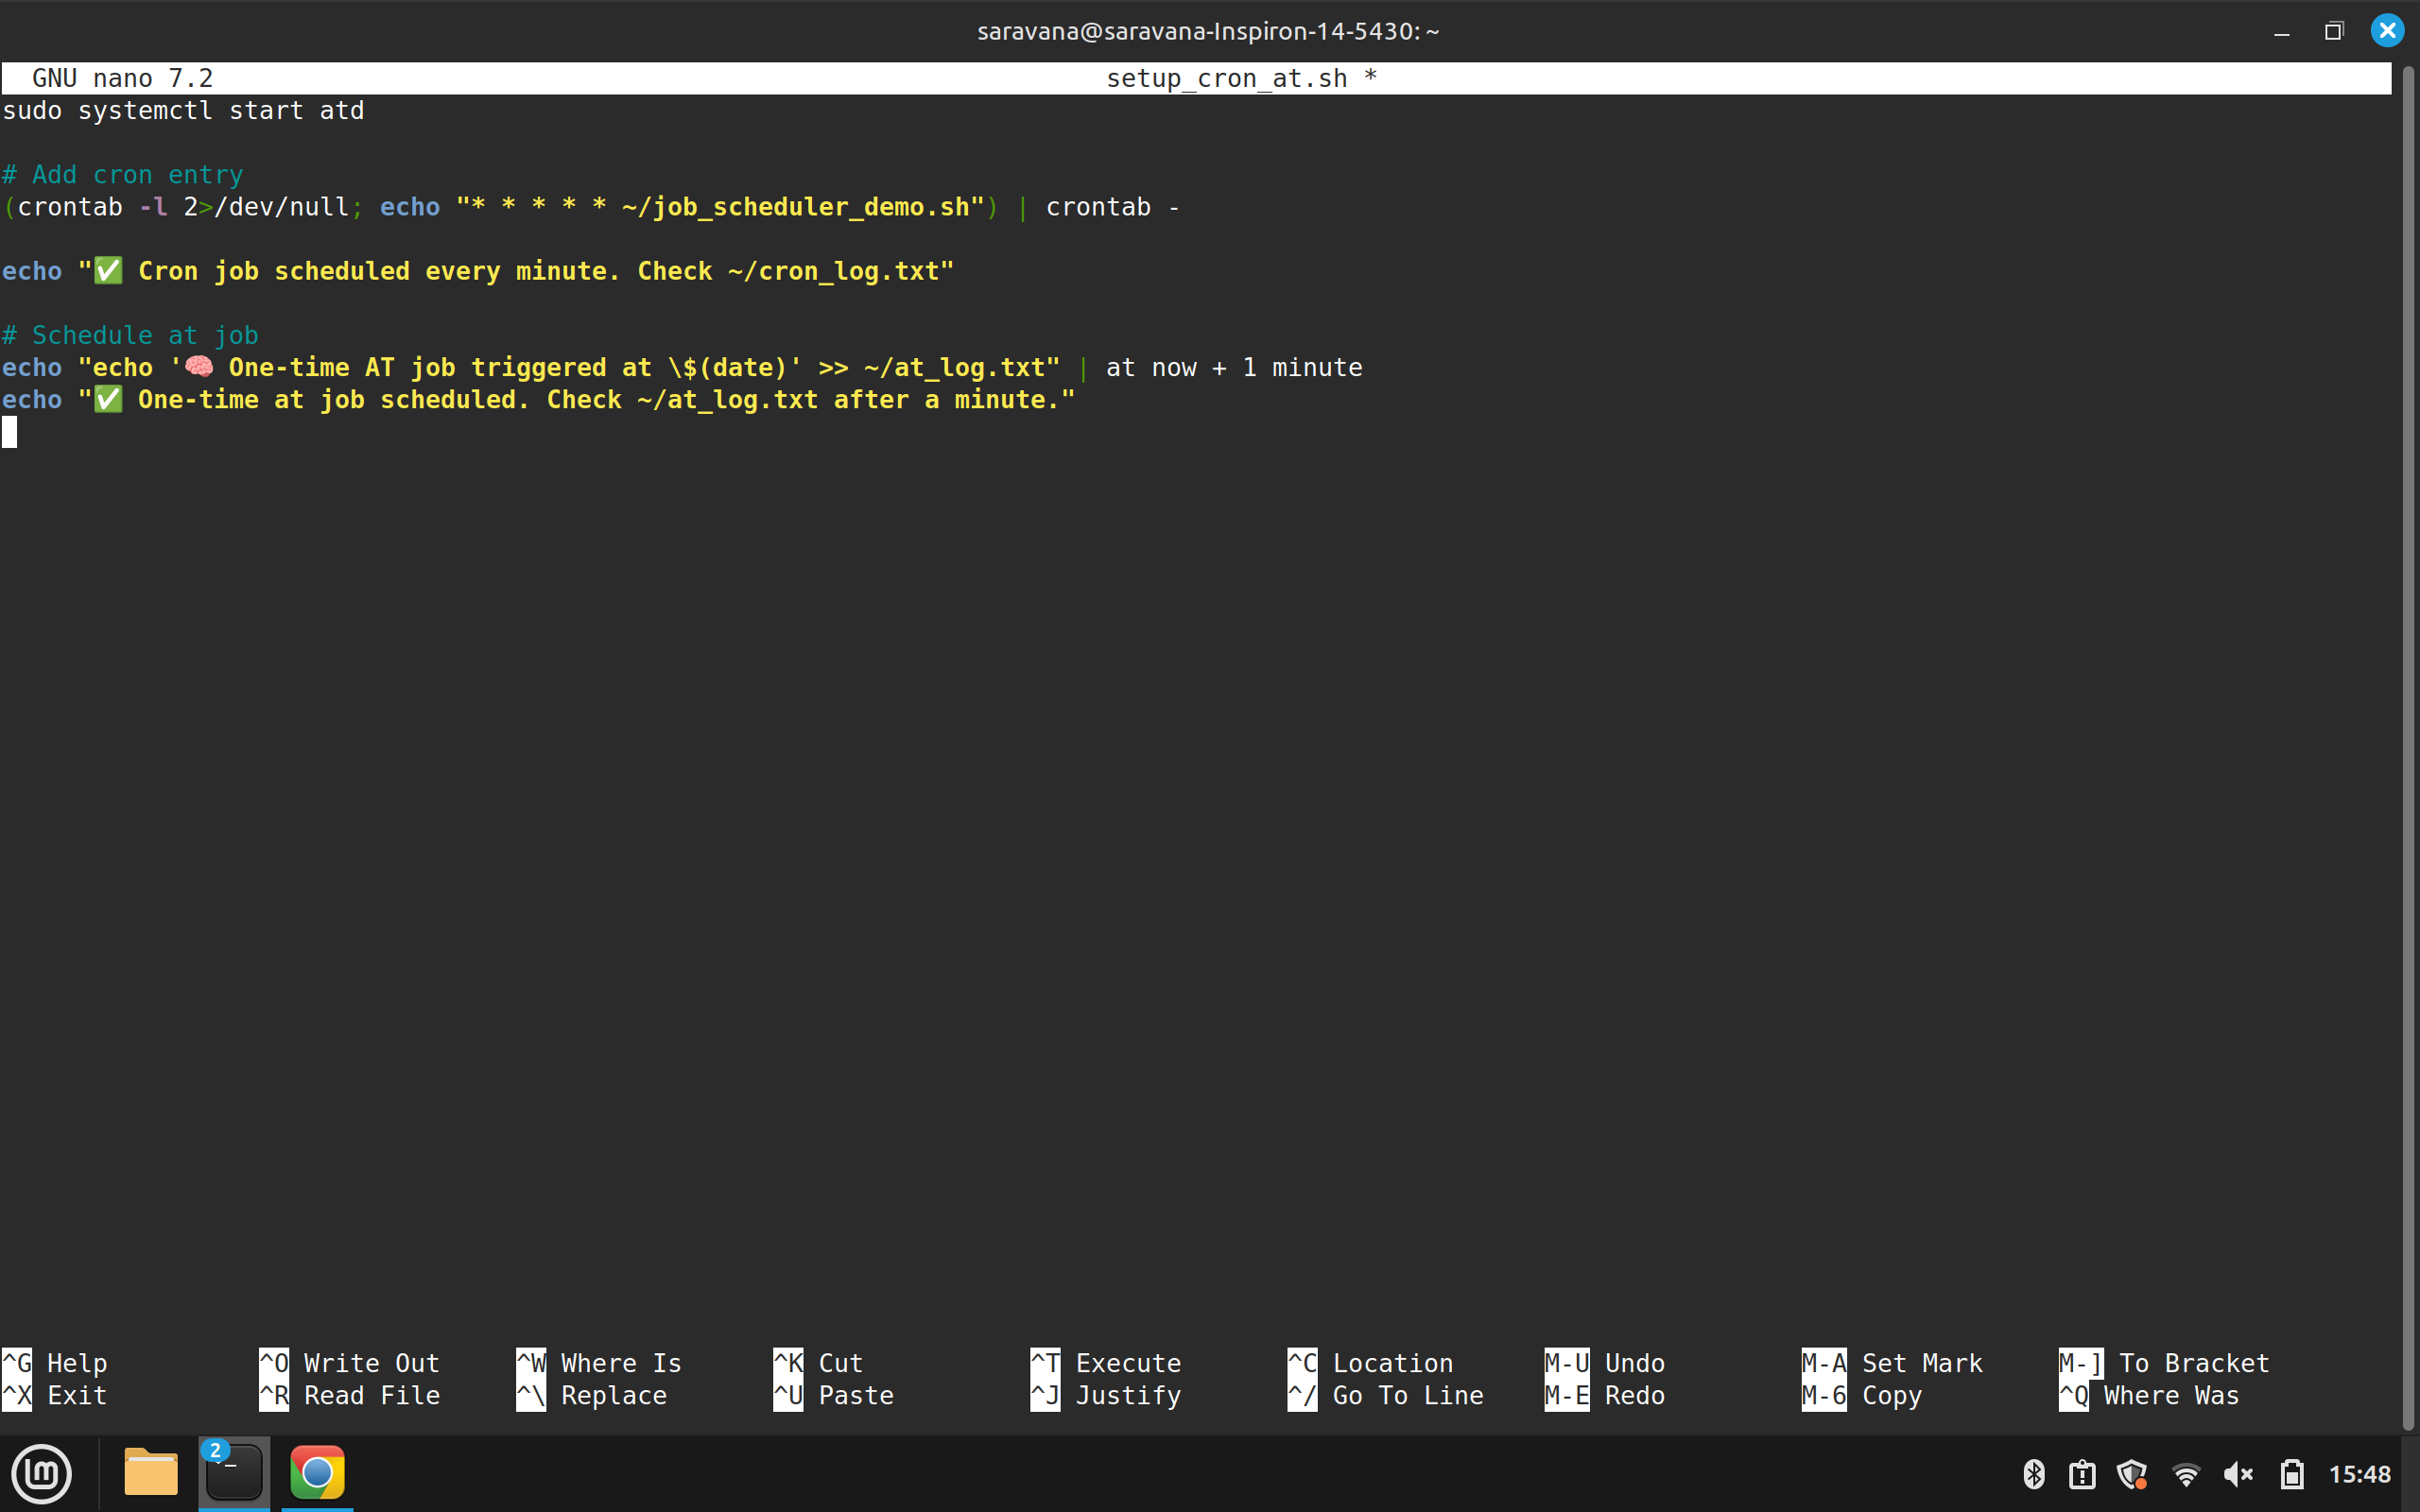 saravana@saravana-Inspiron-14-5430: ~
GNU nano 7.2 setup_cron_at.sh *
sudo systemctl start atd
# Add cron entry
(crontab -l 2>/dev/null; echo "* * * * * ~/job_scheduler_demo.sh") | crontab -
echo "✅ Cron job scheduled every minute. Check ~/cron_log.txt"
# Schedule at job
echo "echo '🧠 One-time AT job triggered at \$(date)' >> ~/at_log.txt" | at now + 1 minute
echo "✅ One-time at job scheduled. Check ~/at_log.txt after a minute."
^G Help ^O Write Out ^W Where Is ^K Cut ^T Execute ^C Location M-U Undo M-A Set Mark M-] To Bracket
^X Exit ^R Read File ^\ Replace ^U Paste ^J Justify ^/ Go To Line M-E Redo M-6 Copy ^Q Where Was
2
15:48